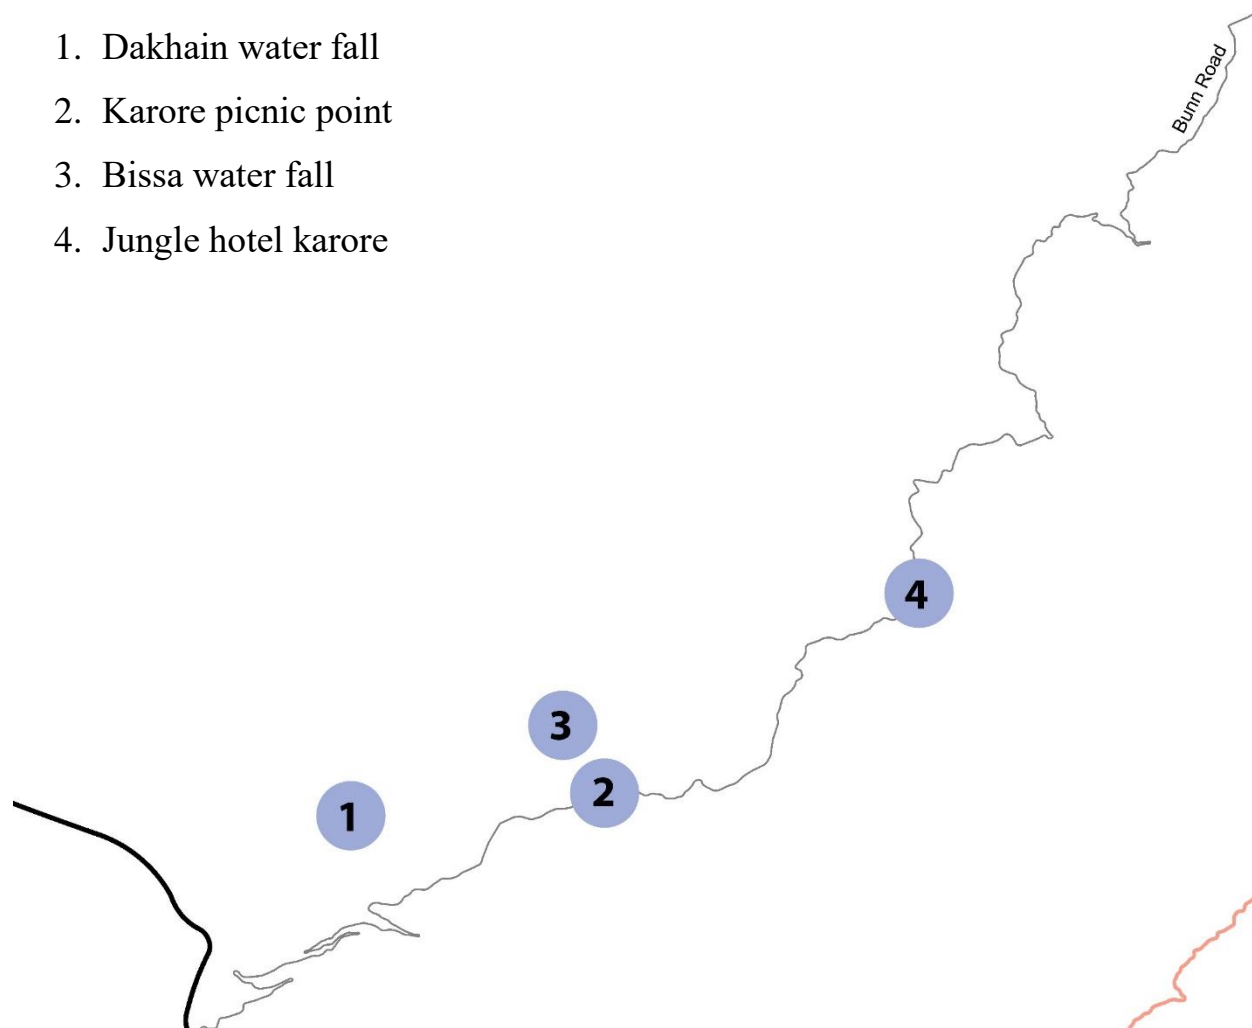 1. Dakhain water fall
2. Karore picnic point
3. Bissa water fall
4. Jungle hotel karore
Bunn Road
4
3
2
1